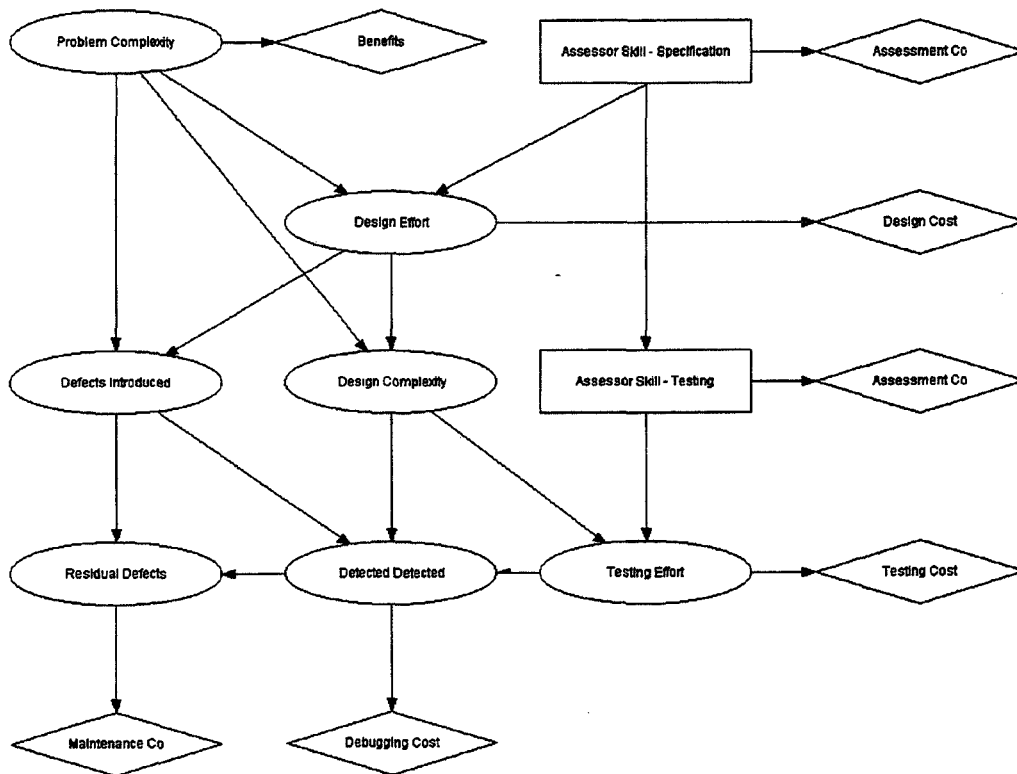 Problem Complexity
Benefits
Assessor Skill - Specification
Assessment Co
Design Effort
Design Cost
Defects Introduced
Design Complexity
Assessor Skill - Testing
Assessment Co
Residual Defects
Detected Detected
Testing Effort
Testing Cost
Maintenance Co
Debugging Cost